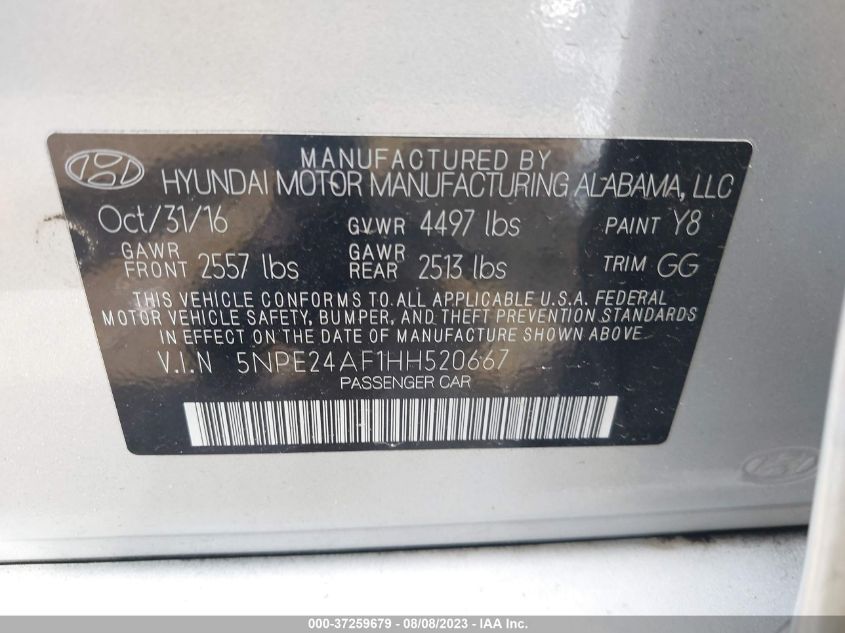 MANUFACTURED BY
HYUNDAI MOTOR MANUFACTURING ALABAMA, LLC
Oct/31/16 GVWR 4497 lbs PAINT Y8
GAWR FRONT 2557 lbs GAWR REAR 2513 lbs TRIM GG
THIS VEHICLE CONFORMS TO ALL APPLICABLE U.S.A. FEDERAL
MOTOR VEHICLE SAFETY, BUMPER, AND THEFT PREVENTION STANDARDS
IN EFFECT ON THE DATE OF MANUFACTURE SHOWN ABOVE.
V.I.N 5NPE24AF1HH520667
PASSENGER CAR
000-37259679 - 08/08/2023 - IAA Inc.